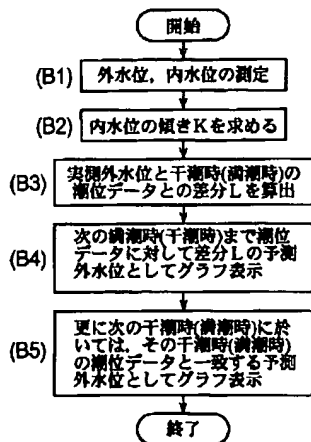 開始
(B1)
外水位，内水位の測定
(B2)
内水位の傾きKを求める
(B3)
実測外水位と干潮時(満潮時)の
潮位データとの差分Lを算出
(B4)
次の満潮時(干潮時)まで潮位
データに対して差分Lの予測
外水位としてグラフ表示
(B5)
更に次の干潮時(満潮時)に於
いては，その干潮時(満潮時)
の潮位データと一致する予測
外水位としてグラフ表示
終了